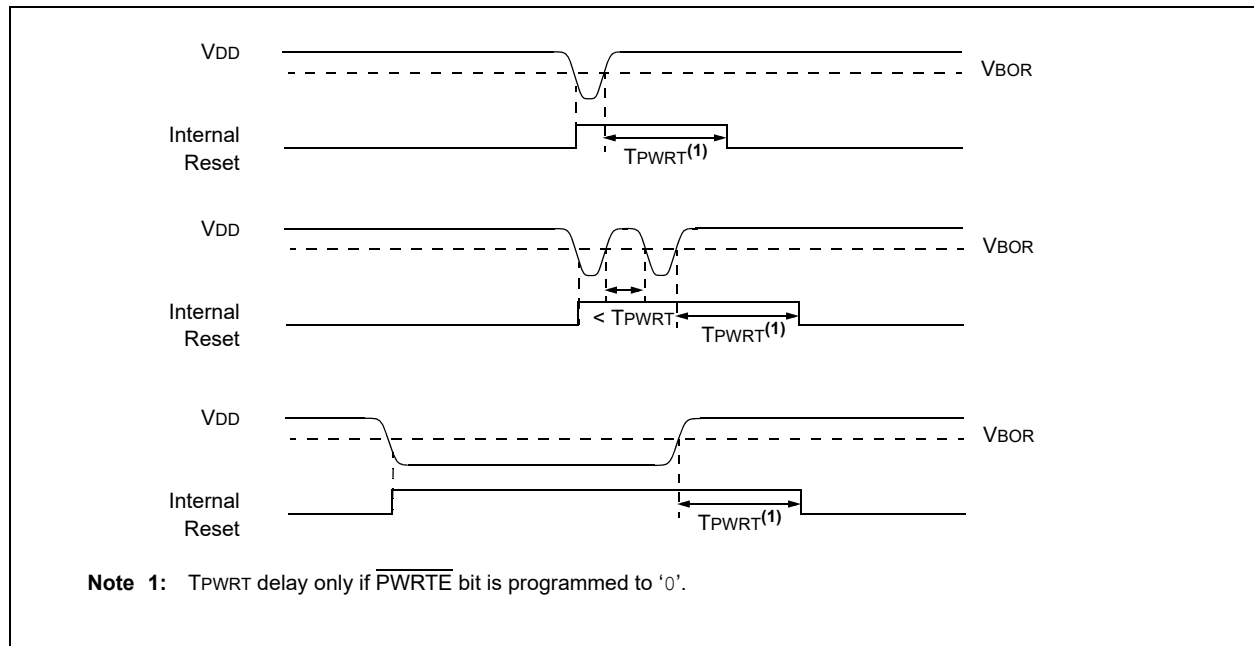 VDD
VBOR
Internal
Reset
TPWRT(1)
VDD
VBOR
Internal
Reset
< TPWRT
TPWRT(1)
VDD
VBOR
Internal
Reset
TPWRT(1)
Note 1: TPWRT delay only if PWRTE bit is programmed to ‘0’.